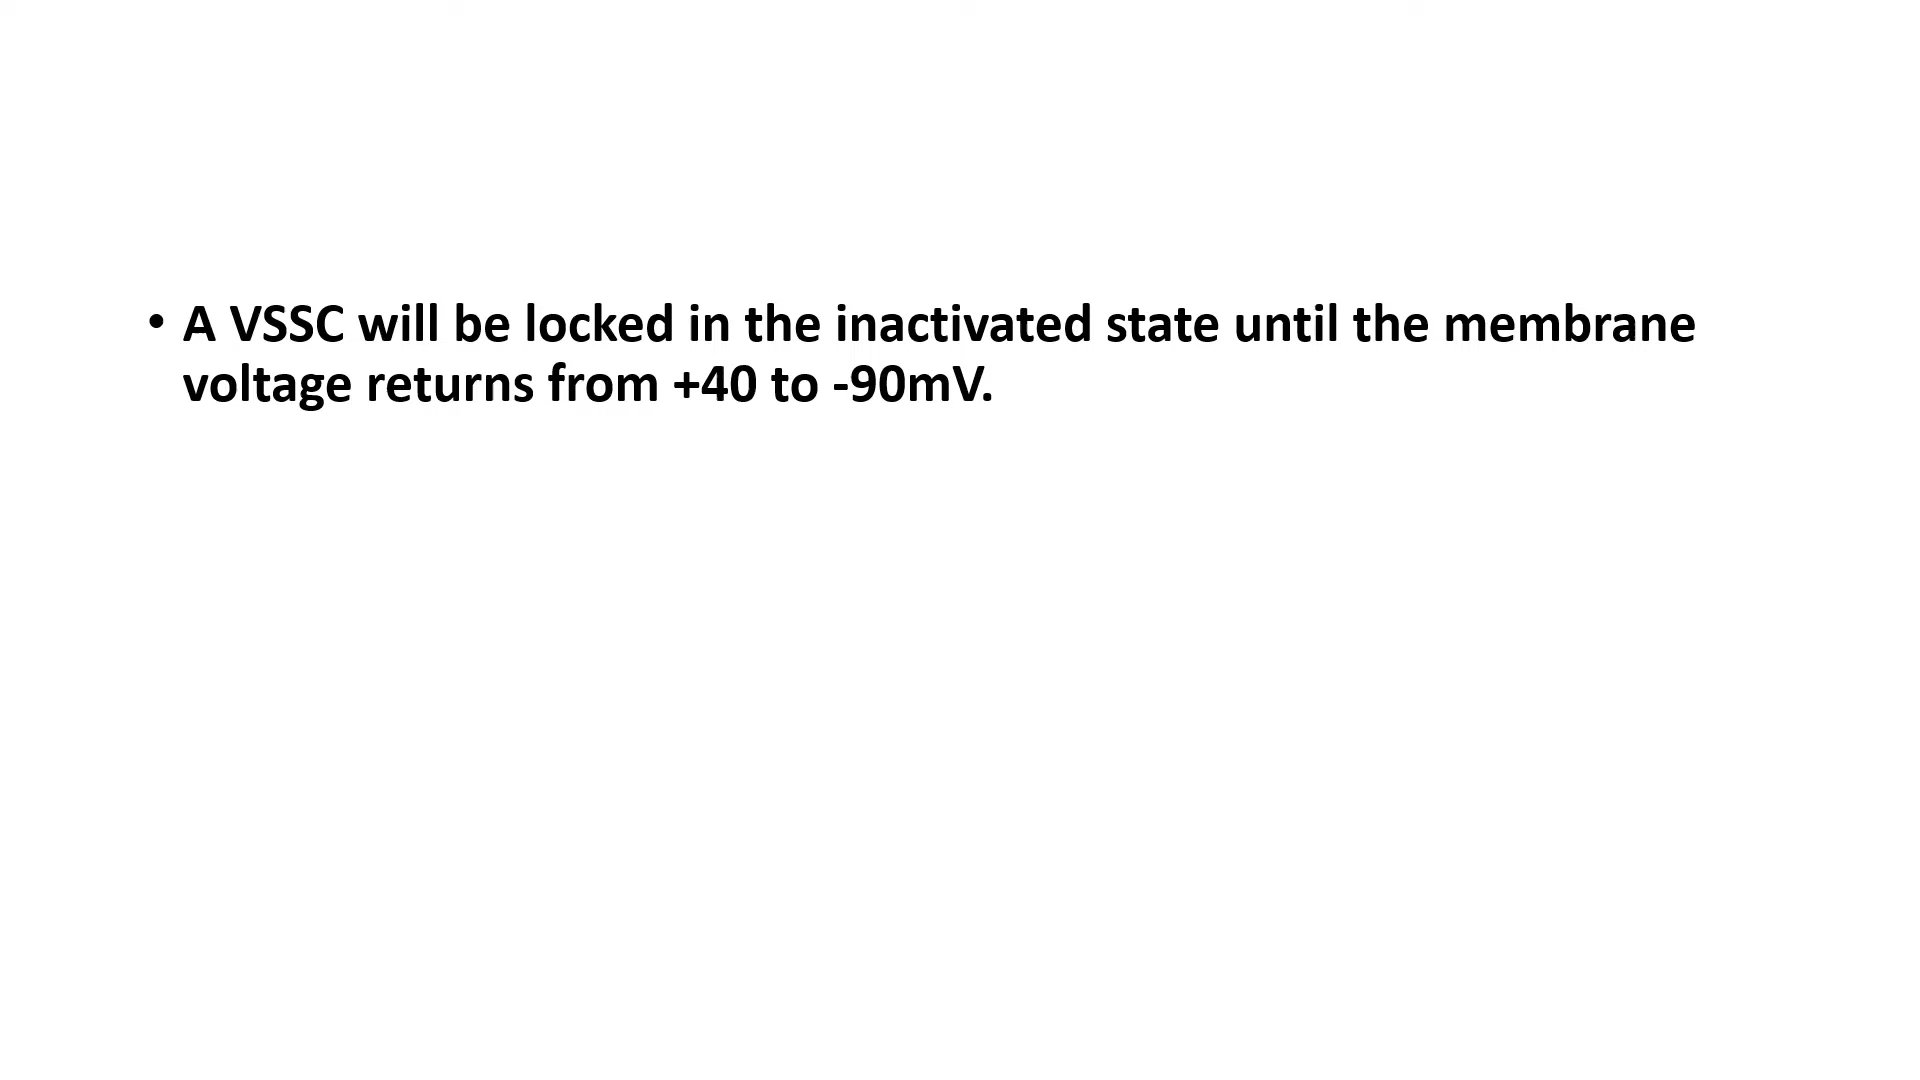 • A VSSC will be locked in the inactivated state until the membrane
voltage returns from +40 to -90mV.